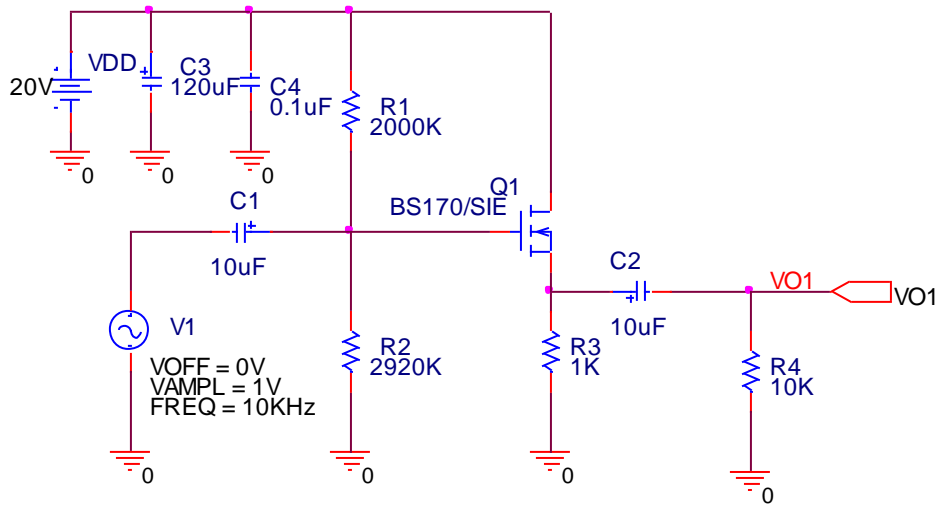 VDD
20V
C3
120uF
C4
0.1uF
R1
2000K
0
0
0
Q1
BS170/SIE
C1
10uF
C2
10uF
VO1
VO1
V1
VOFF = 0V
VAMPL = 1V
FREQ = 10KHz
R2
2920K
R3
1K
R4
10K
0
0
0
0